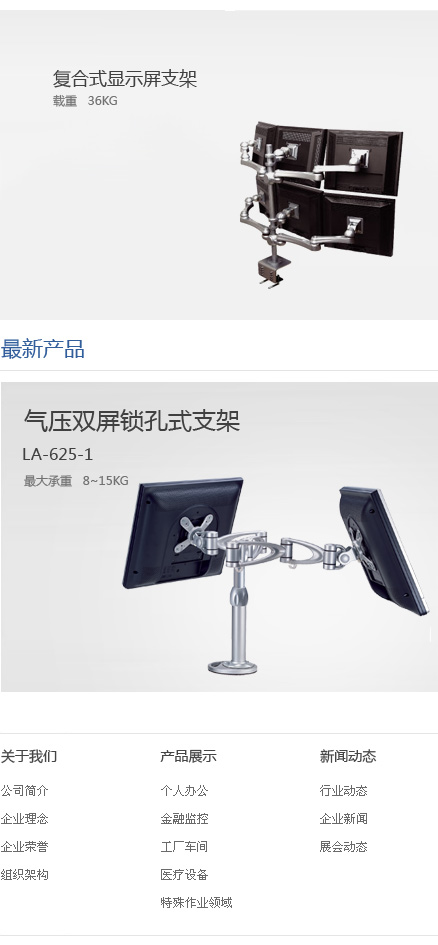 复合式显示屏支架
载重 36KG
最新产品
气压双屏锁孔式支架
LA-625-1
最大承重 8~15KG
关于我们 产品展示 新闻动态
公司简介 个人办公 行业动态
企业理念 金融监控 企业新闻
企业荣誉 工厂车间 展会动态
组织架构 医疗设备
特殊作业领域